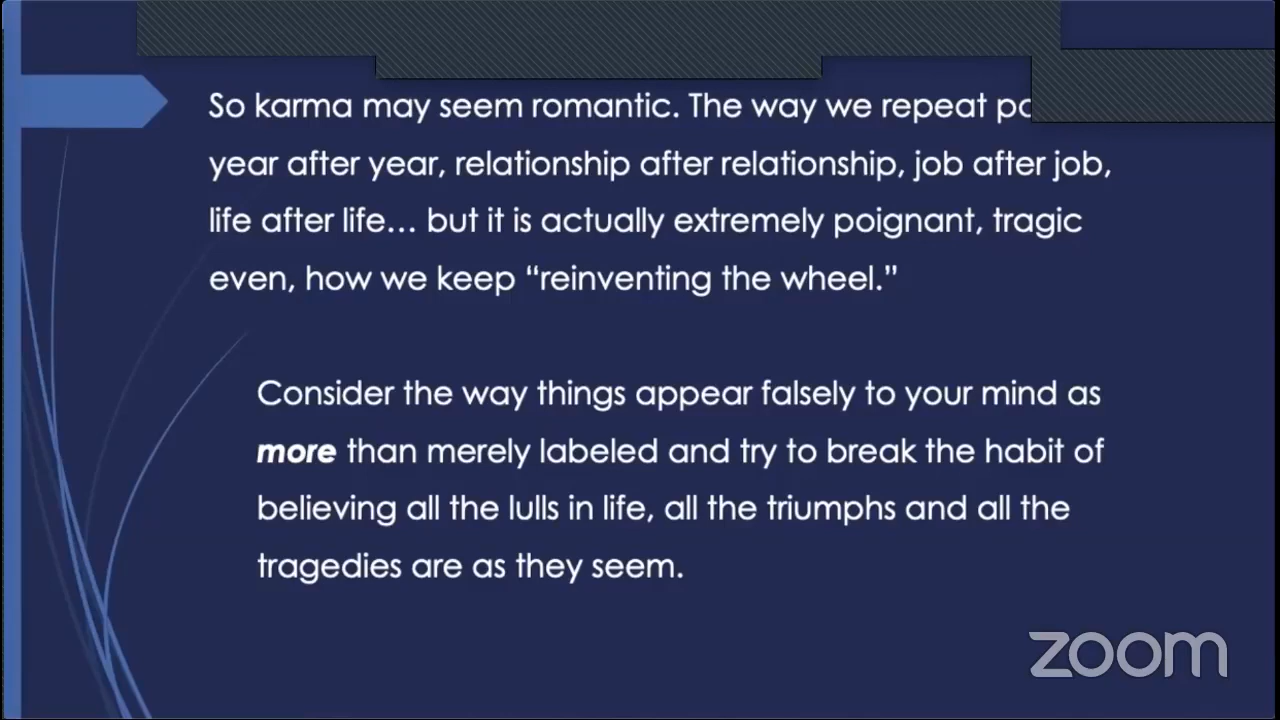 So karma may seem romantic. The way we repeat
year after year, relationship after relationship, job after job,
life after life… but it is actually extremely poignant, tragic
even, how we keep “reinventing the wheel.”
Consider the way things appear falsely to your mind as
more than merely labeled and try to break the habit of
believing all the lulls in life, all the triumphs and all the
tragedies are as they seem.
zoom